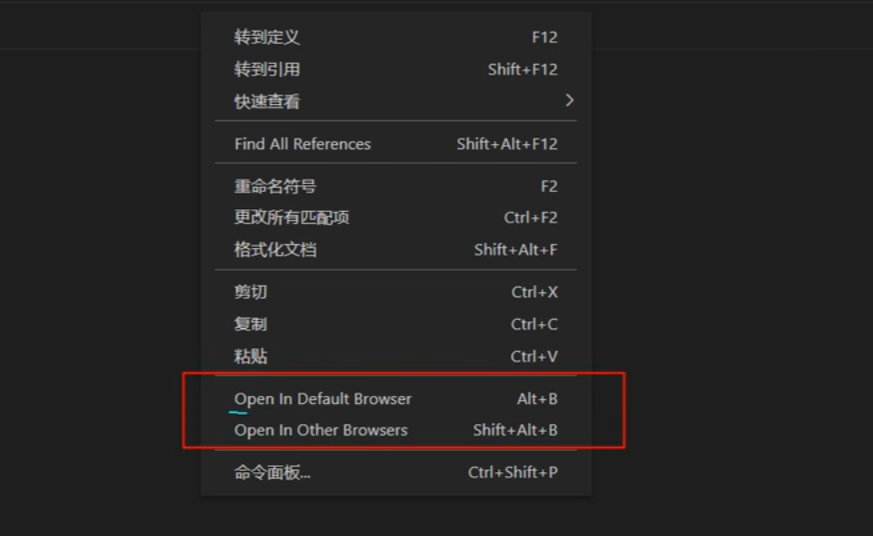 转到定义 F12
转到引用 Shift+F12
快速查看
Find All References Shift+Alt+F12
重命名符号 F2
更改所有匹配项 Ctrl+F2
格式化文档 Shift+Alt+F
剪切 Ctrl+X
复制 Ctrl+C
粘贴 Ctrl+V
Open In Default Browser Alt+B
Open In Other Browsers Shift+Alt+B
命令面板... Ctrl+Shift+P